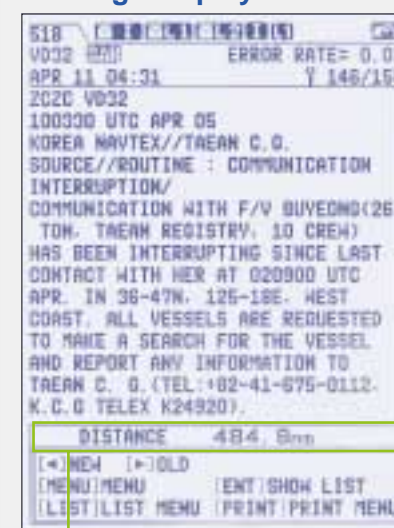 518
VD32 ERROR RATE= 0.0
APR 11 04:31 146/15
ZCZC VD32
100330 UTC APR 05
KOREA NAVTEX//TAEAN C.G.
SOURCE//ROUTINE : COMMUNICATION
INTERRUPTION/
COMMUNICATION WITH F/V BUYEONG(26
TON. TAEAN REGISTRY. 10 CREW)
HAS BEEN INTERRUPTING SINCE LAST
CONTACT WITH HER AT 020900 UTC
APR. IN 36-47N. 125-18E. WEST
COAST. ALL VESSELS ARE REQUESTED
TO MAKE A SEARCH FOR THE VESSEL
AND REPORT ANY INFORMATION TO
TAEAN C. G.(TEL:+82-41-675-0112.
K.C.G TELEX K24920).
DISTANCE 484.8nm
[◄]NEW [►]OLD
[MENU]MENU [ENT]SHOW LIST
[LIST]LIST MENU [PRINT]PRINT MENU